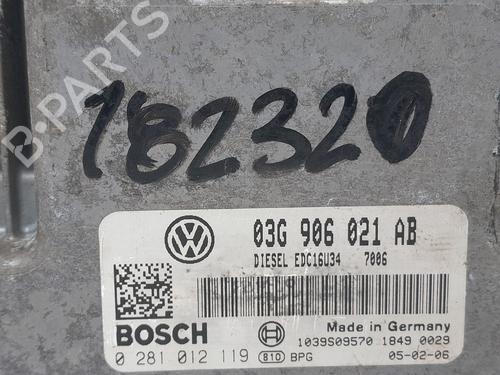 B-PARTS
182320
03G 906 021 AB
DIESEL EDC16U34 7006
BOSCH
Made in Germany
1039S09570 1849 0029
0 281 012 119 810 BPG 05-02-06